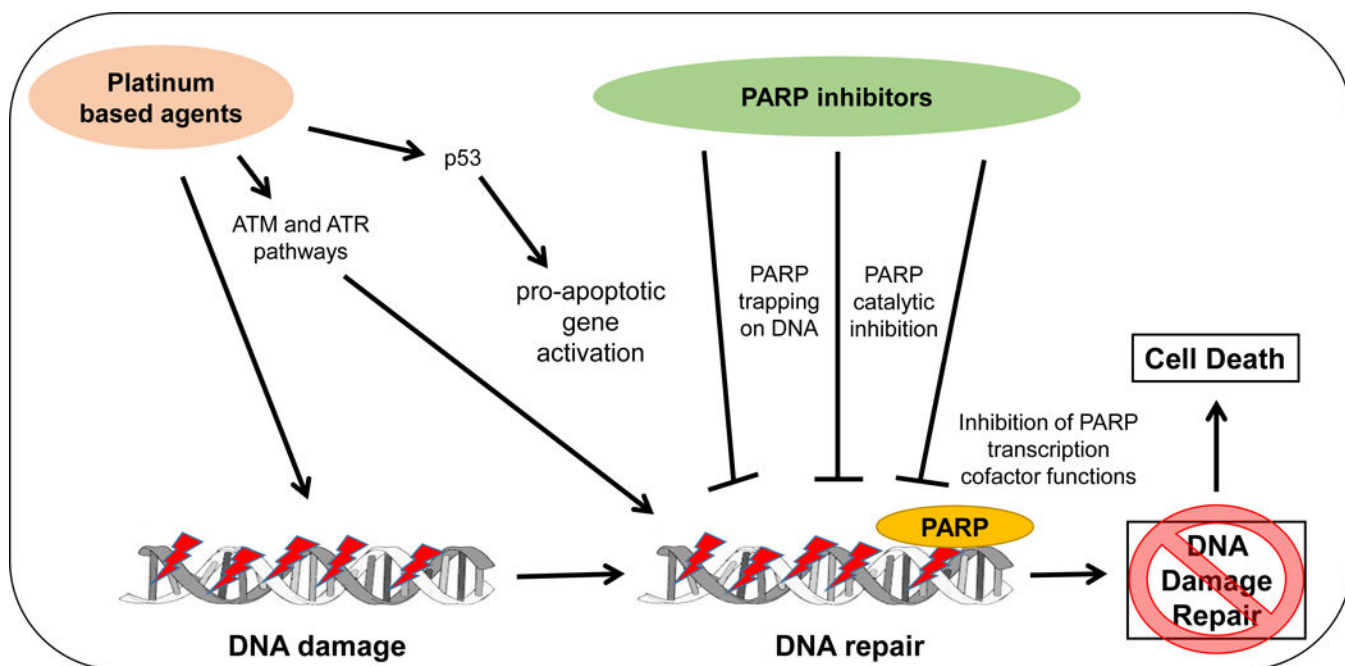 Platinum
based agents
PARP inhibitors
p53
ATM and ATR
pathways
pro-apoptotic
gene
activation
PARP
trapping
on DNA
PARP
catalytic
inhibition
Inhibition of PARP
transcription
cofactor functions
Cell Death
PARP
DNA
Damage
Repair
DNA damage
DNA repair